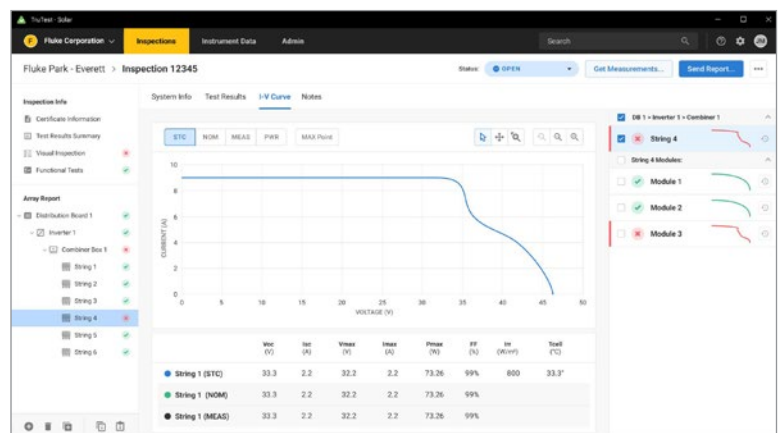 TruTest - Solar
F Fluke Corporation Inspections Instrument Data Admin Search JM
Fluke Park - Everett > Inspection 12345 Status: OPEN Get Measurements... Send Report...
Inspection Info
Certificate Information
Test Results Summary
Visual Inspection
Functional Tests
Array Report
Distribution Board 1
Inverter 1
Combiner Box 1
String 1
String 2
String 3
String 4
String 5
String 6
System Info Test Results I-V Curve Notes
STC NOM MEAS PWR MAX Point
CURRENT (A)
10
8
6
4
2
0
0 5 10 15 20 25 30 35 40 45 50
VOLTAGE (V)
Voc Isc Vmax Imax Pmax FF Irr Tcell
(V) (A) (V) (A) (W) (%) (W/m²) (°C)
String 1 (STC) 33.3 2.2 32.2 2.2 73.26 99% 800 33.3°
String 1 (NOM) 33.3 2.2 32.2 2.2 73.26 99%
String 1 (MEAS) 33.3 2.2 32.2 2.2 73.26 99%
DB 1 > Inverter 1 > Combiner 1
String 4
String 4 Modules:
Module 1
Module 2
Module 3